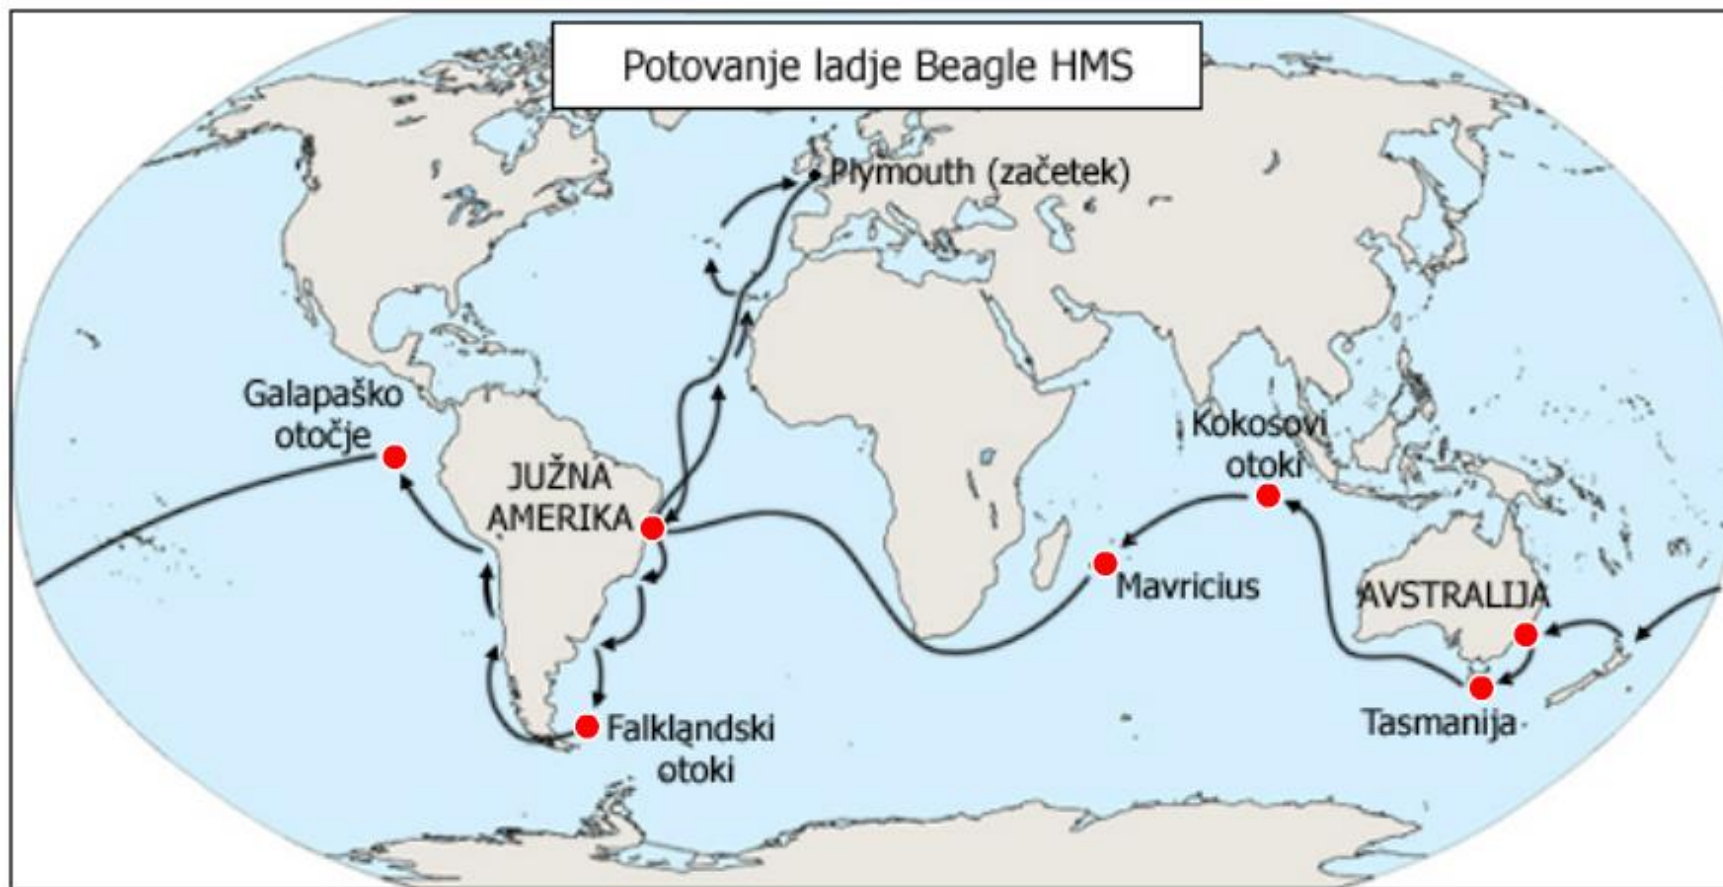 Potovanje ladje Beagle HMS
Plymouth (začetek)
Galapaško
otočje
JUŽNA
AMERIKA
Kokosovi
otoki
Mavricius
AVSTRALIJA
Tasmanija
Falklandski
otoki